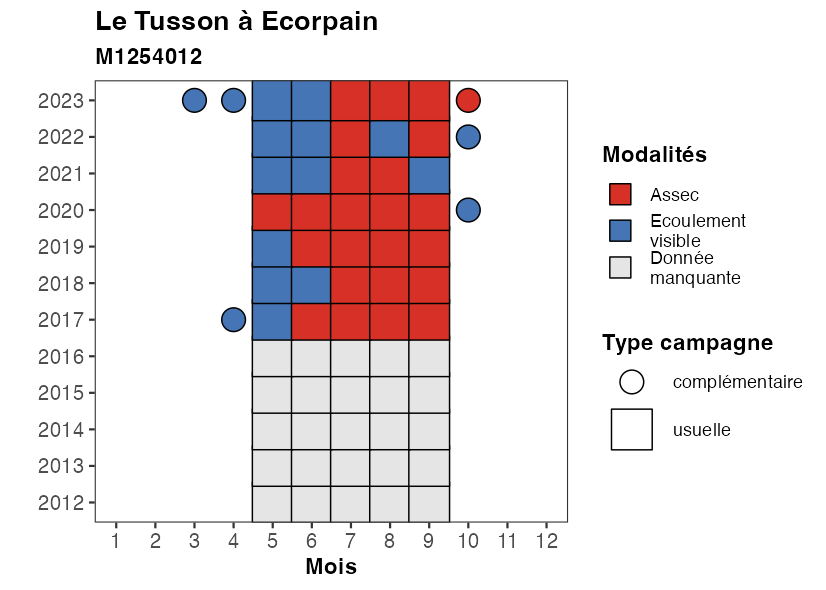 Le Tusson à Ecorpain
M1254012
2023
2022
2021
2020
2019
2018
2017
2016
2015
2014
2013
2012
1 2 3 4 5 6 7 8 9 10 11 12
Mois
Modalités
Assec
Ecoulement
visible
Donnée
manquante
Type campagne
complémentaire
usuelle